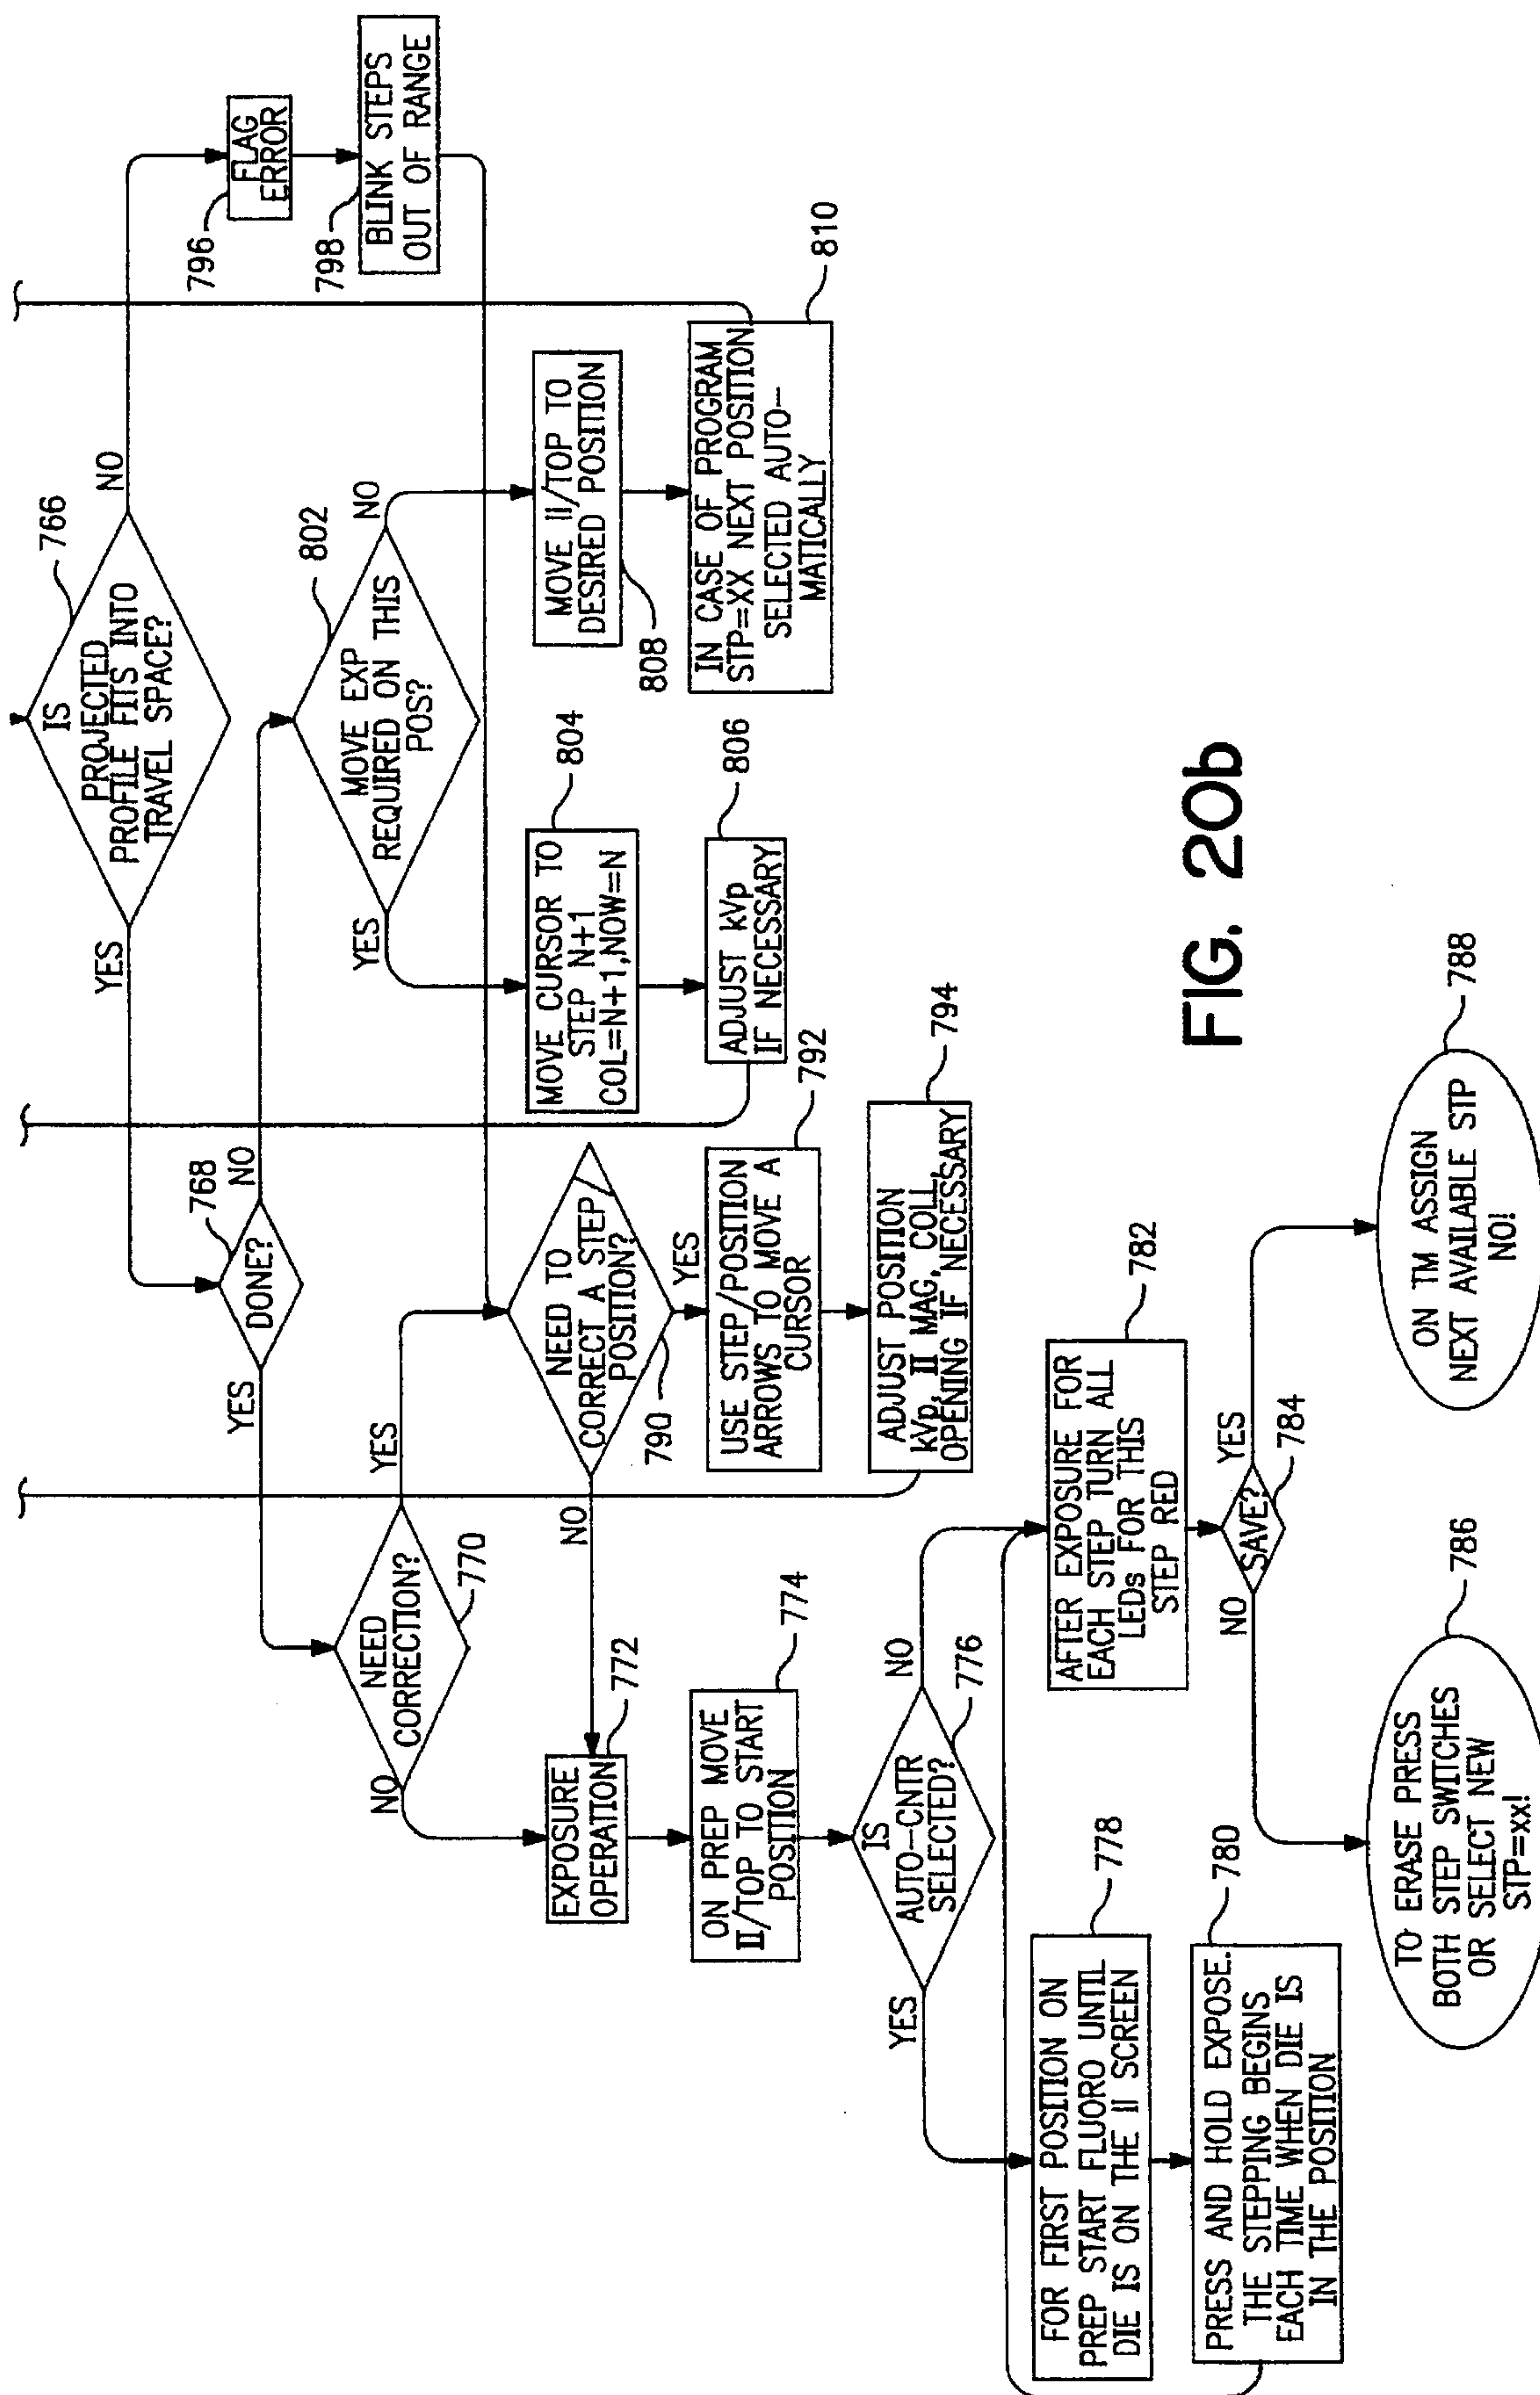 IS
PROJECTED
PROFILE FITS INTO
TRAVEL SPACE?
766
YES
NO
FLAG
ERROR
796
BLINK STEPS
OUT OF RANGE
798
DONE?
768
YES
NO
MOVE EXP
REQUIRED ON THIS
POS?
802
YES
NO
MOVE CURSOR TO
STEP N+1
COL=N+1,NOW=N
804
ADJUST kVp
IF NECESSARY
806
MOVE II/TOP TO
DESIRED POSITION
808
IN CASE OF PROGRAM
STP=XX NEXT POSITION
SELECTED AUTO-
MATICALLY
810
NEED
CORRECTION?
770
NO
YES
NEED TO
CORRECT A STEP
POSITION?
790
NO
YES
USE STEP/POSITION
ARROWS TO MOVE A
CURSOR
792
ADJUST POSITION
kVp, II MAG, COLL,
OPENING IF NECESSARY
794
EXPOSURE
OPERATION
772
ON PREP MOVE
II/TOP TO START
POSITION
774
IS
AUTO-CNTR
SELECTED?
776
YES
NO
FOR FIRST POSITION ON
PREP START FLUORO UNTIL
DIE IS ON THE II SCREEN
778
PRESS AND HOLD EXPOSE.
THE STEPPING BEGINS
EACH TIME WHEN DIE IS
IN THE POSITION
780
AFTER EXPOSURE FOR
EACH STEP TURN ALL
LEDs FOR THIS
STEP RED
782
SAVE?
784
NO
YES
TO ERASE PRESS
BOTH STEP SWITCHES
OR SELECT NEW
STP=xx!
786
ON TM ASSIGN
NEXT AVAILABLE STP
NO!
788
FIG. 20b